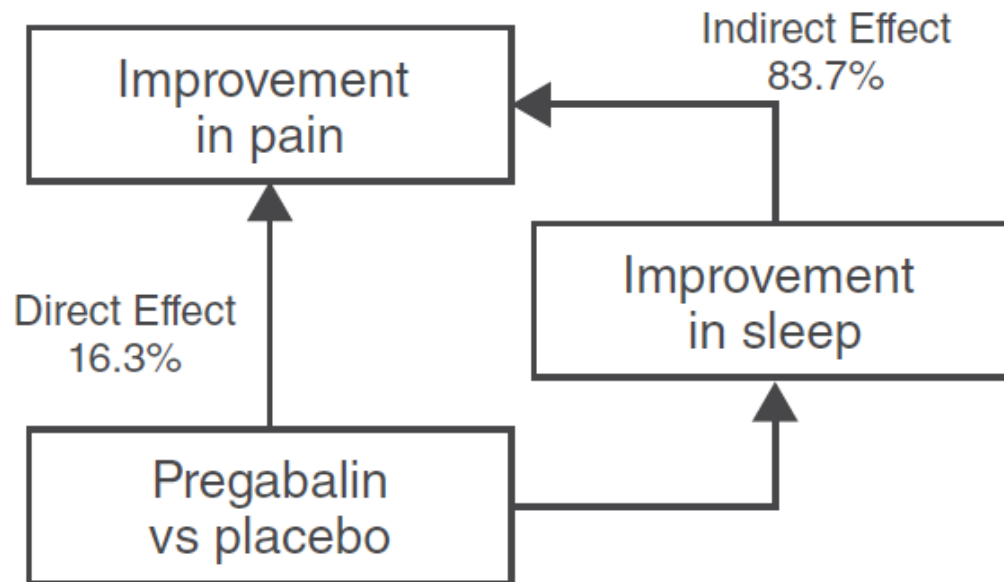 Improvement
in pain
Indirect Effect
83.7%
Improvement
in sleep
Direct Effect
16.3%
Pregabalin
vs placebo